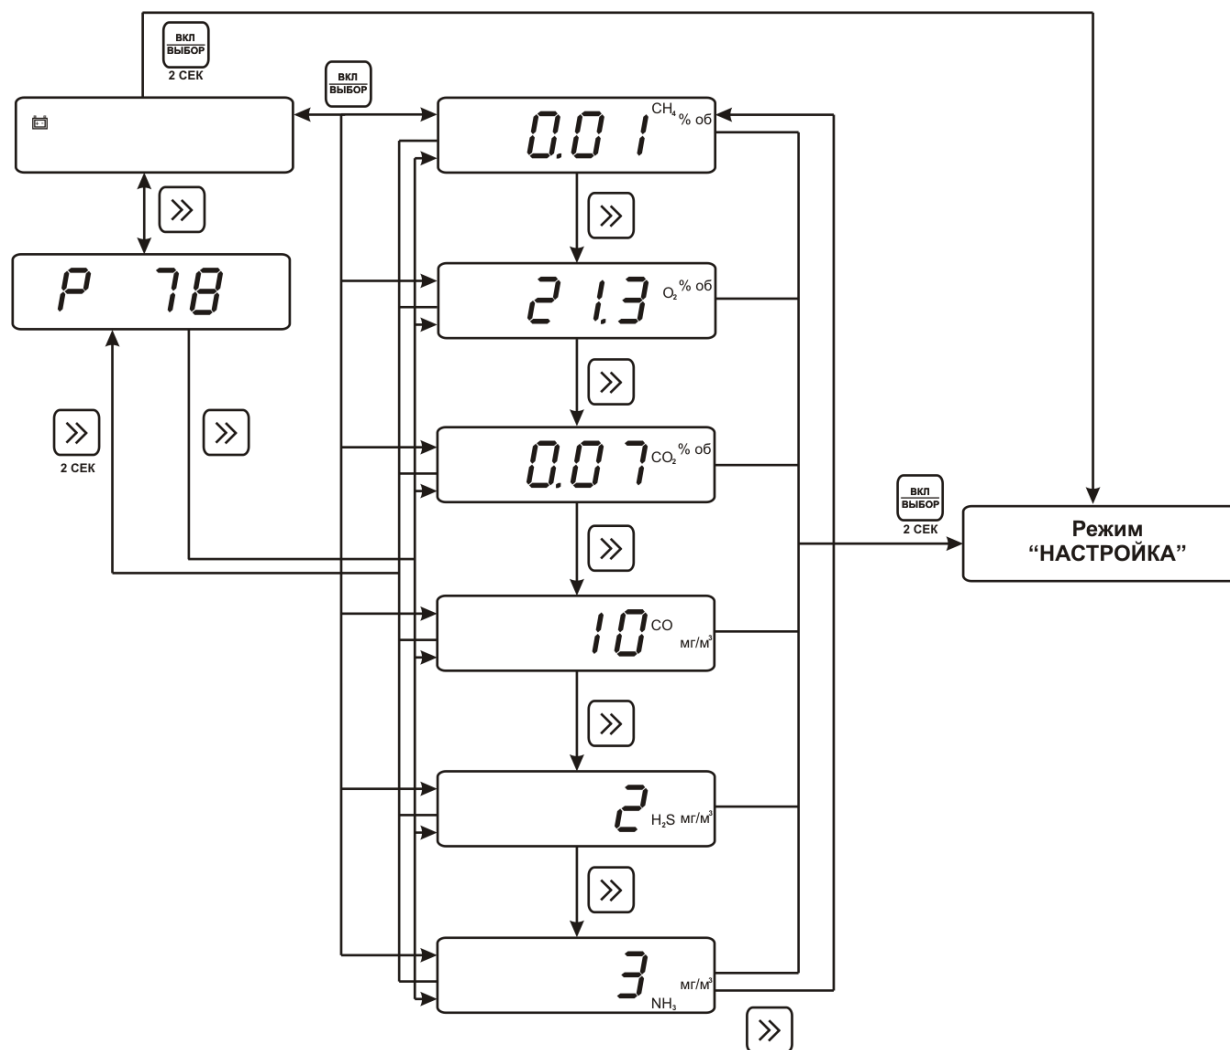 ВКЛ
ВЫБОР
2 СЕК
ВКЛ
ВЫБОР
0.01 CH₄ % об
P 78
21.3 O₂ % об
2 СЕК
0.07 CO₂ % об
ВКЛ
ВЫБОР
2 СЕК
Режим
“НАСТРОЙКА”
10 CO мг/м³
2 H₂S мг/м³
3 NH₃ мг/м³